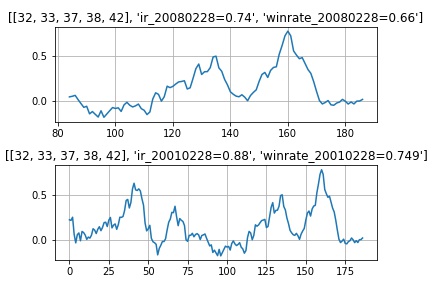 [[32, 33, 37, 38, 42], 'ir_20080228=0.74', 'winrate_20080228=0.66']
0.5
0.0
80 100 120 140 160 180
[[32, 33, 37, 38, 42], 'ir_20010228=0.88', 'winrate_20010228=0.749']
0.5
0.0
0 25 50 75 100 125 150 175